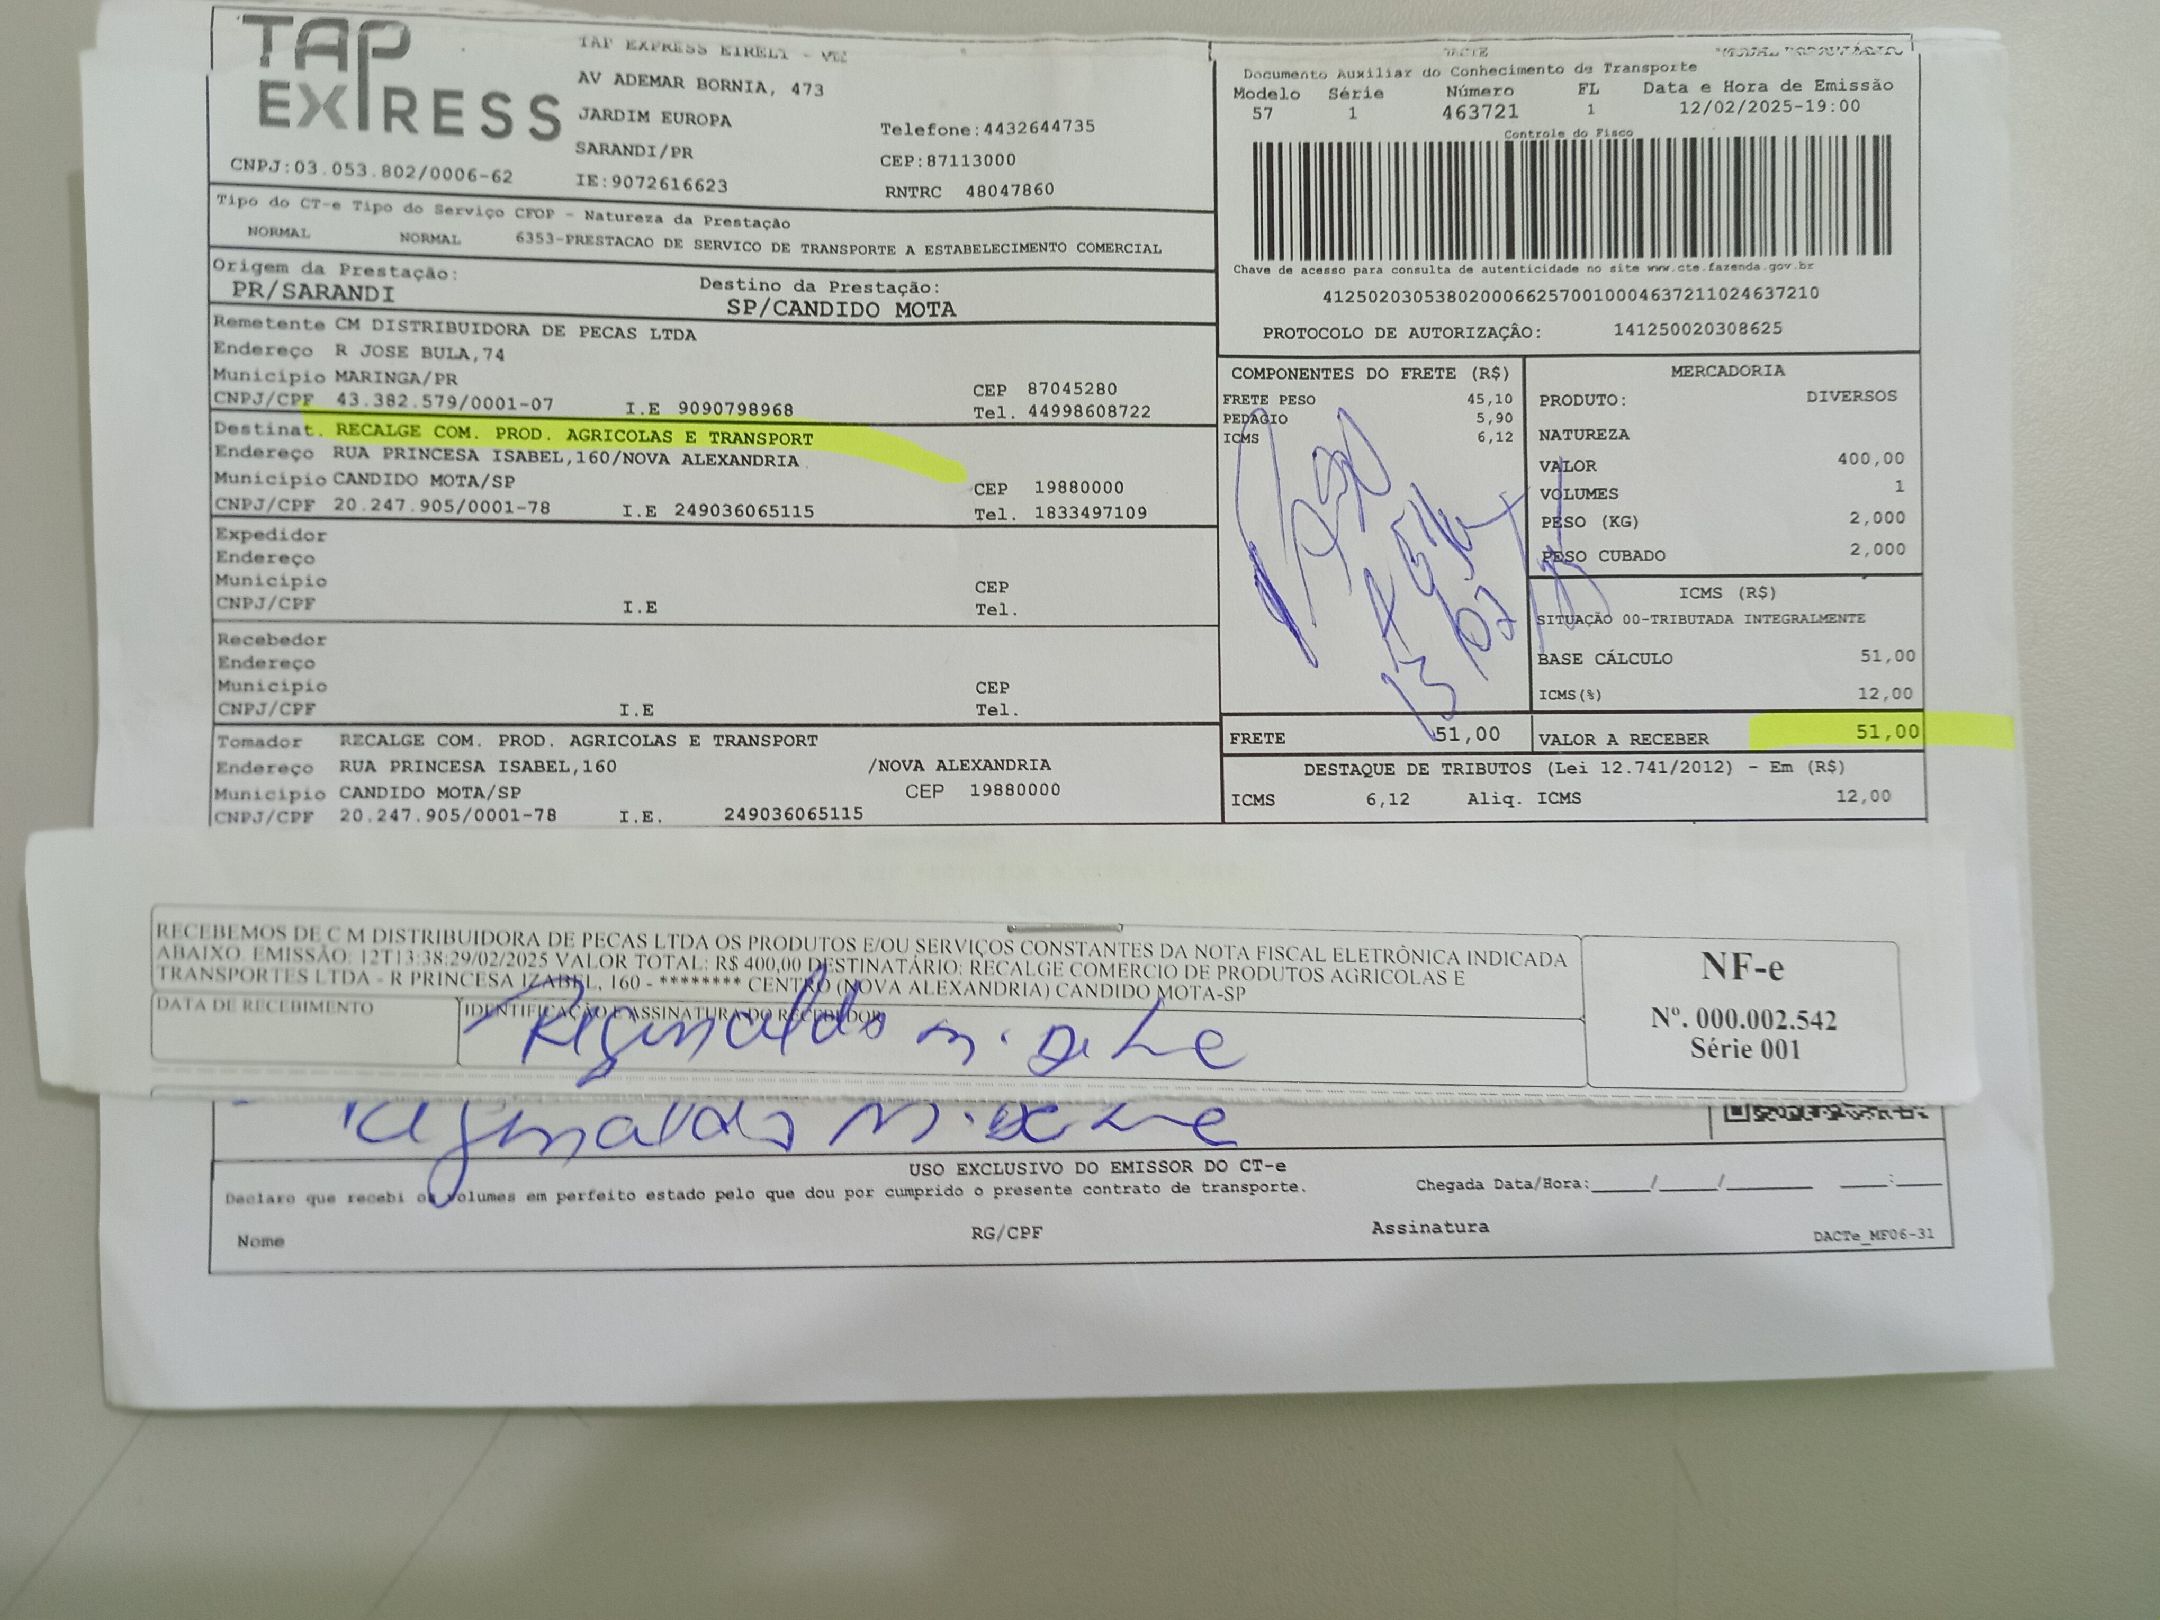 TAP
EXPRESS
TAP EXPRESS EIRELI -
AV ADEMAR BORNIA, 473
JARDIM EUROPA
Telefone:4432644735
SARANDI/PR
CEP:87113000
CNPJ:03.053.802/0006-62
IE:9072616623
RNTRC 48047860
DACTE
MODAL RODOVIÁRIO
Documento Auxiliar do Conhecimento de Transporte
Modelo Série Número FL Data e Hora de Emissão
57 1 463721 1 12/02/2025-19:00
Controle do Fisco
Chave de acesso para consulta de autenticidade no site www.cte.fazenda.gov.br
41250203053802000662570010004637211024637210
PROTOCOLO DE AUTORIZAÇÂO: 141250020308625
Tipo do CT-e Tipo do Serviço CFOP - Natureza da Prestação
NORMAL NORMAL 6353-PRESTACAO DE SERVICO DE TRANSPORTE A ESTABELECIMENTO COMERCIAL
Origem da Prestação: Destino da Prestação:
PR/SARANDI SP/CANDIDO MOTA
Remetente CM DISTRIBUIDORA DE PECAS LTDA
Endereço R JOSE BULA,74
Município MARINGA/PR CEP 87045280
CNPJ/CPF 43.382.579/0001-07 I.E 9090798968 Tel. 44998608722
Destinat. RECALGE COM. PROD. AGRICOLAS E TRANSPORT
Endereço RUA PRINCESA ISABEL,160/NOVA ALEXANDRIA
Município CANDIDO MOTA/SP CEP 19880000
CNPJ/CPF 20.247.905/0001-78 I.E 249036065115 Tel. 1833497109
Expedidor
Endereço
Município CEP
CNPJ/CPF I.E Tel.
Recebedor
Endereço
Município CEP
CNPJ/CPF I.E Tel.
Tomador RECALGE COM. PROD. AGRICOLAS E TRANSPORT
Endereço RUA PRINCESA ISABEL,160 /NOVA ALEXANDRIA
Município CANDIDO MOTA/SP CEP 19880000
CNPJ/CPF 20.247.905/0001-78 I.E. 249036065115
COMPONENTES DO FRETE (R$)
FRETE PESO 45,10
PEDAGIO 5,90
ICMS 6,12
13 02
FRETE 51,00
MERCADORIA
PRODUTO: DIVERSOS
NATUREZA
VALOR 400,00
VOLUMES 1
PESO (KG) 2,000
PESO CUBADO 2,000
ICMS (R$)
SITUAÇÃO 00-TRIBUTADA INTEGRALMENTE
BASE CÁLCULO 51,00
ICMS(%) 12,00
VALOR A RECEBER 51,00
DESTAQUE DE TRIBUTOS (Lei 12.741/2012) - Em (R$)
ICMS 6,12 Aliq. ICMS 12,00
RECEBEMOS DE C M DISTRIBUIDORA DE PECAS LTDA OS PRODUTOS E/OU SERVIÇOS CONSTANTES DA NOTA FISCAL ELETRÔNICA INDICADA
ABAIXO. EMISSÃO: 12T13:38:29/02/2025 VALOR TOTAL: R$ 400,00 DESTINATÁRIO: RECALGE COMERCIO DE PRODUTOS AGRICOLAS E
TRANSPORTES LTDA - R PRINCESA IZABEL, 160 - ******** CENTRO (NOVA ALEXANDRIA) CANDIDO MOTA-SP
DATA DE RECEBIMENTO
IDENTIFICAÇÃO E ASSINATURA DO RECEBEDOR
Reginaldo m.
NF-e
Nº. 000.002.542
Série 001
Reginaldo m.
USO EXCLUSIVO DO EMISSOR DO CT-e
Declaro que recebi os volumes em perfeito estado pelo que dou por cumprido o presente contrato de transporte.
Chegada Data/Hora:_____/_____/________ ____:____
Nome RG/CPF Assinatura
DACTe_MF06-31